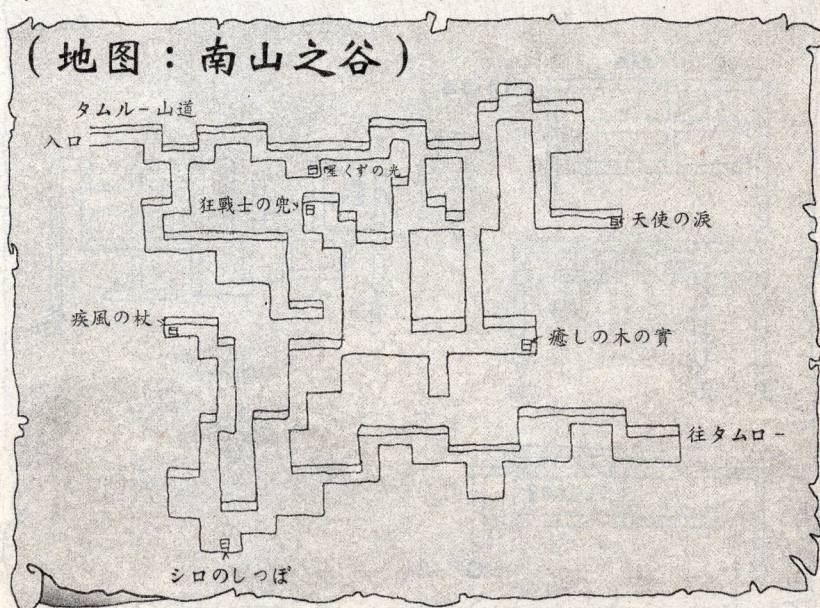 (地图：南山之谷)
タムルー山道
入口
星くずの光
狂戰士の兜
天使の淚
疾風の杖
癒しの木の實
往タムロー
シロのしっぽ